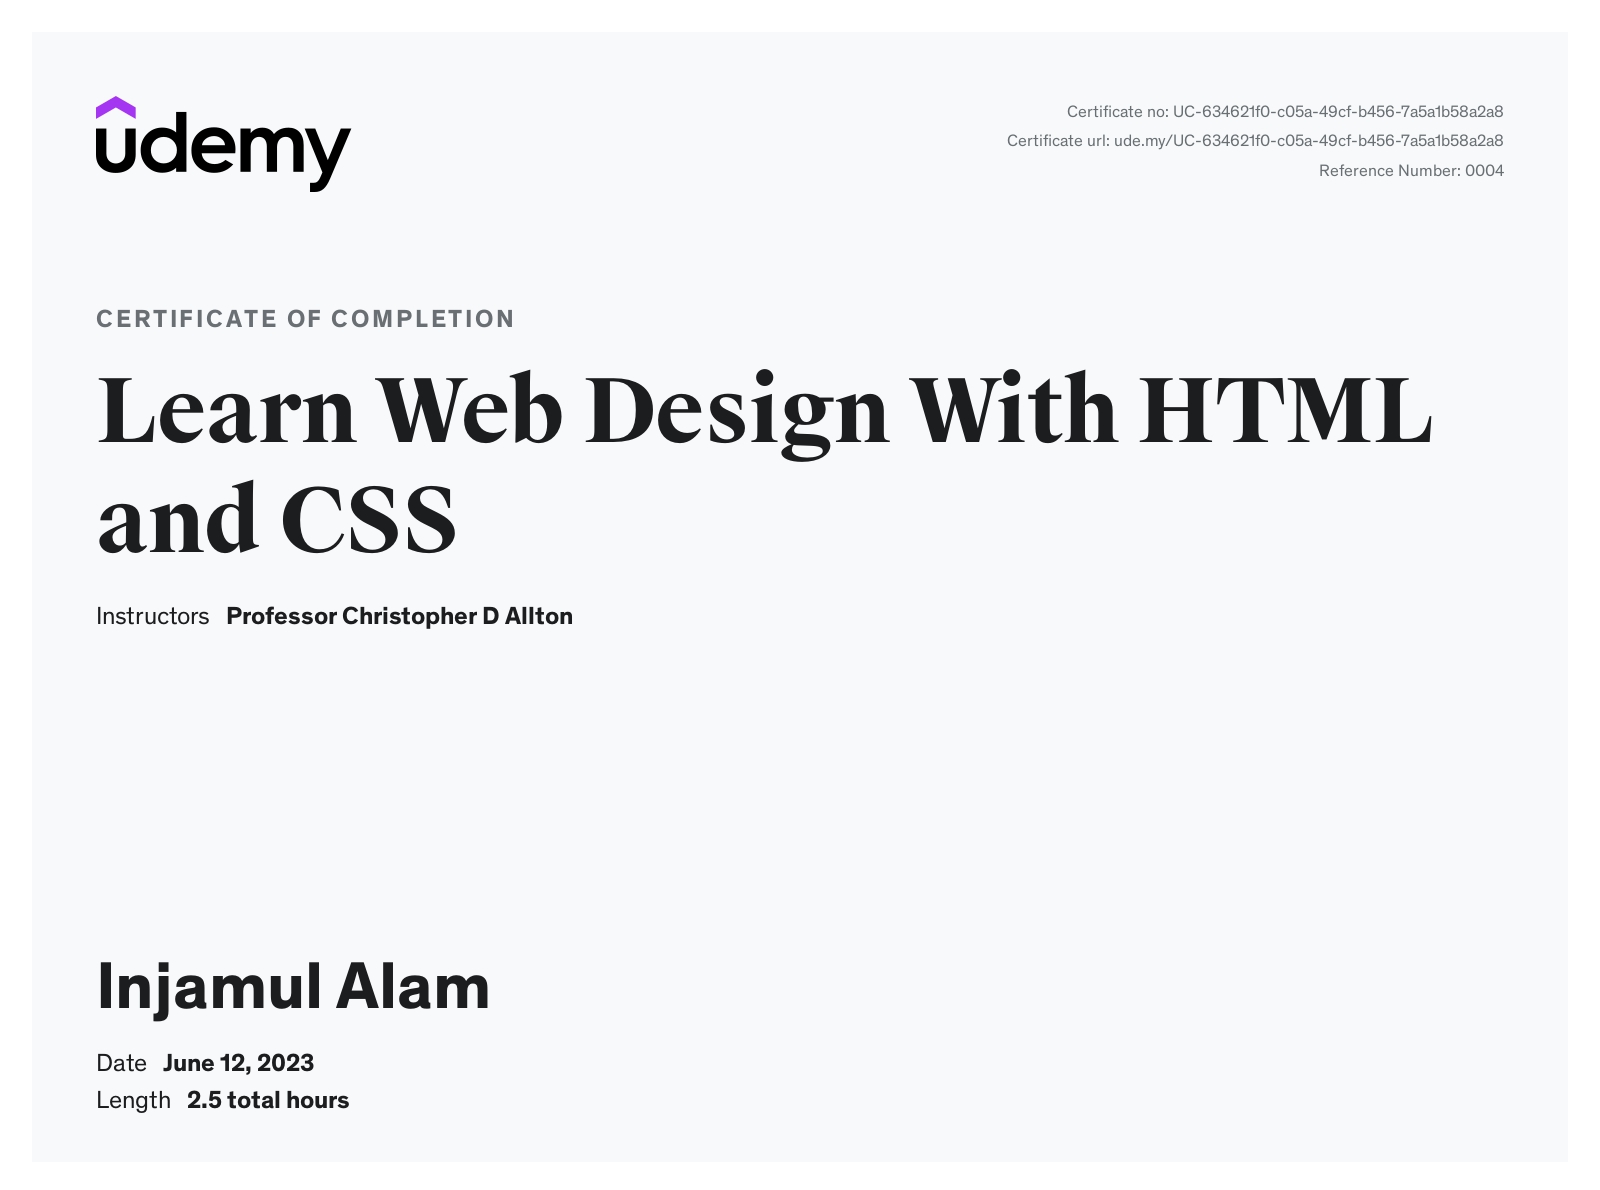 udemy
Certificate no: UC-634621f0-c05a-49cf-b456-7a5a1b58a2a8
Certificate url: ude.my/UC-634621f0-c05a-49cf-b456-7a5a1b58a2a8
Reference Number: 0004
CERTIFICATE OF COMPLETION
Learn Web Design With HTML
and CSS
Instructors Professor Christopher D Allton
Injamul Alam
Date June 12, 2023
Length 2.5 total hours